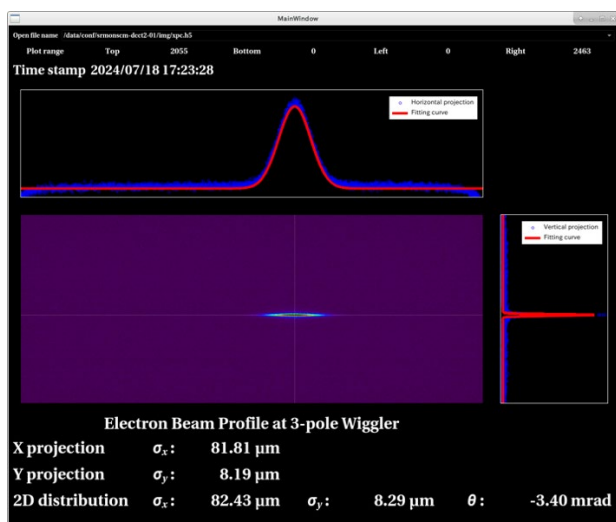 MainWindow
Open file name /data/conf/srmonscm-dcct2-01/img/xpc.h5
Plot range Top 2055 Bottom 0 Left 0 Right 2463
Time stamp 2024/07/18 17:23:28
Horizontal projection
Fitting curve
Vertical projection
Fitting curve
Electron Beam Profile at 3-pole Wiggler
X projection σx: 81.81 μm
Y projection σy: 8.19 μm
2D distribution σx: 82.43 μm σy: 8.29 μm θ: -3.40 mrad